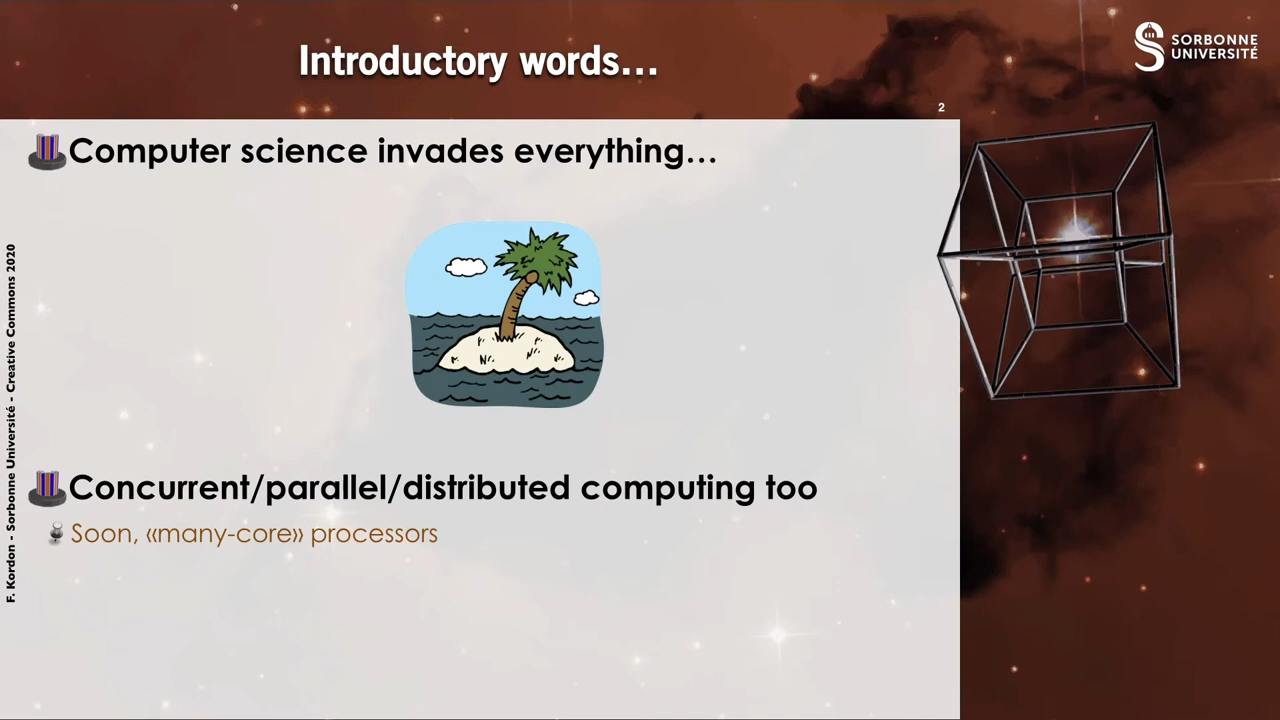 Introductory words…
SORBONNE
UNIVERSITÉ
2
Computer science invades everything…
Concurrent/parallel/distributed computing too
Soon, «many-core» processors
F. Kordon - Sorbonne Université - Creative Commons 2020